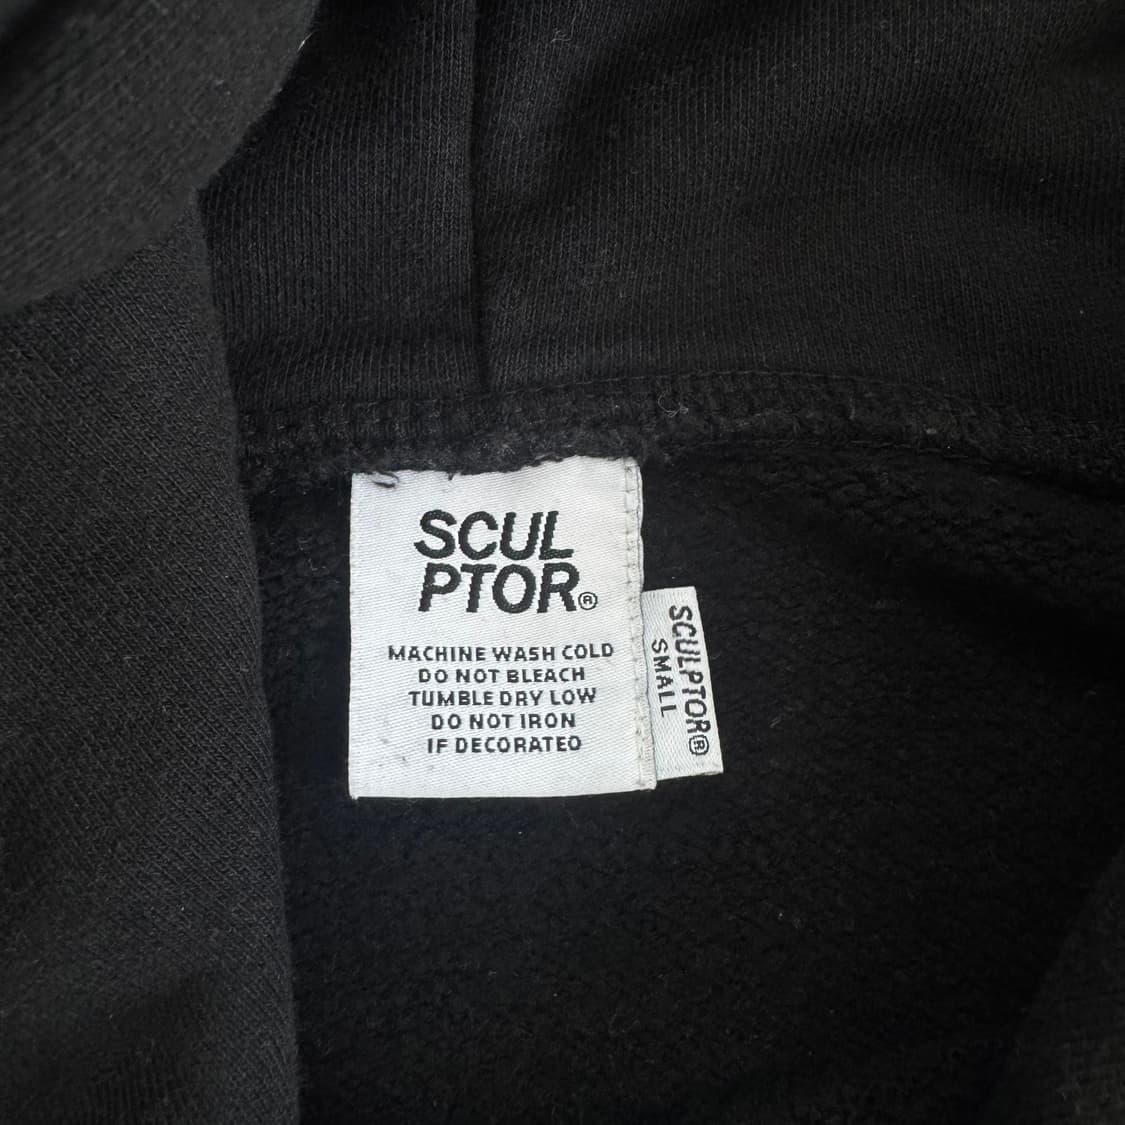 SCUL
PTOR®
MACHINE WASH COLD
DO NOT BLEACH
TUMBLE DRY LOW
DO NOT IRON
IF DECORATED
SCULPTOR®
SMALL